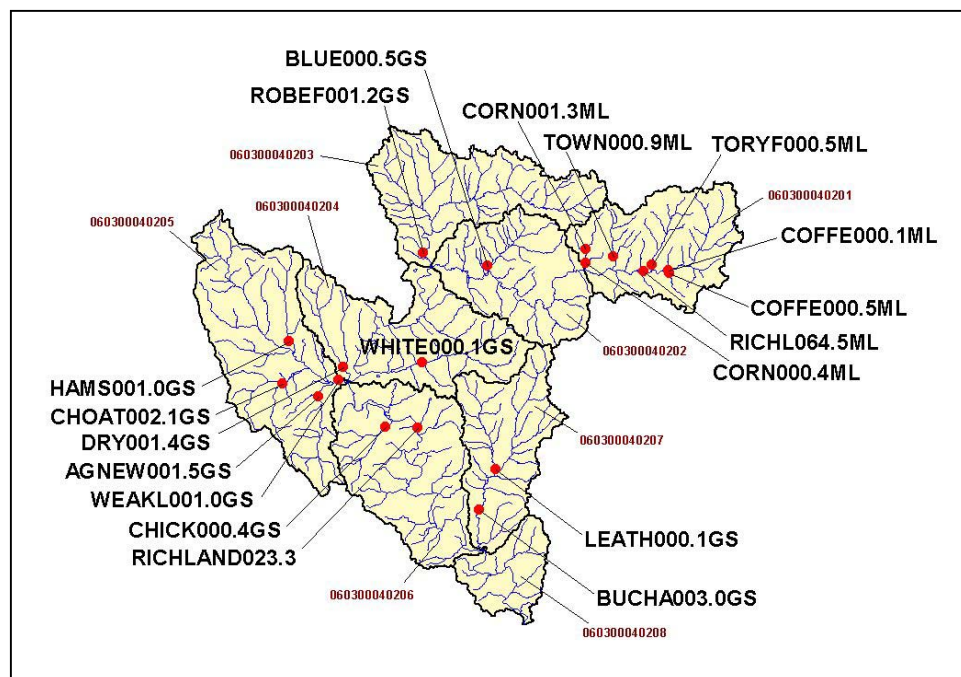 BLUE000.5GS
ROBEF001.2GS
CORN001.3ML
TOWN000.9ML
TORYF000.5ML
060300040203
060300040201
060300040204
060300040205
COFFE000.1ML
COFFE000.5ML
RICHL064.5ML
WHITE000.1GS
060300040202
CORN000.4ML
HAMS001.0GS
CHOAT002.1GS
DRY001.4GS
060300040207
AGNEW001.5GS
WEAKL001.0GS
CHICK000.4GS
LEATH000.1GS
RICHLAND023.3
060300040206
BUCHA003.0GS
060300040208